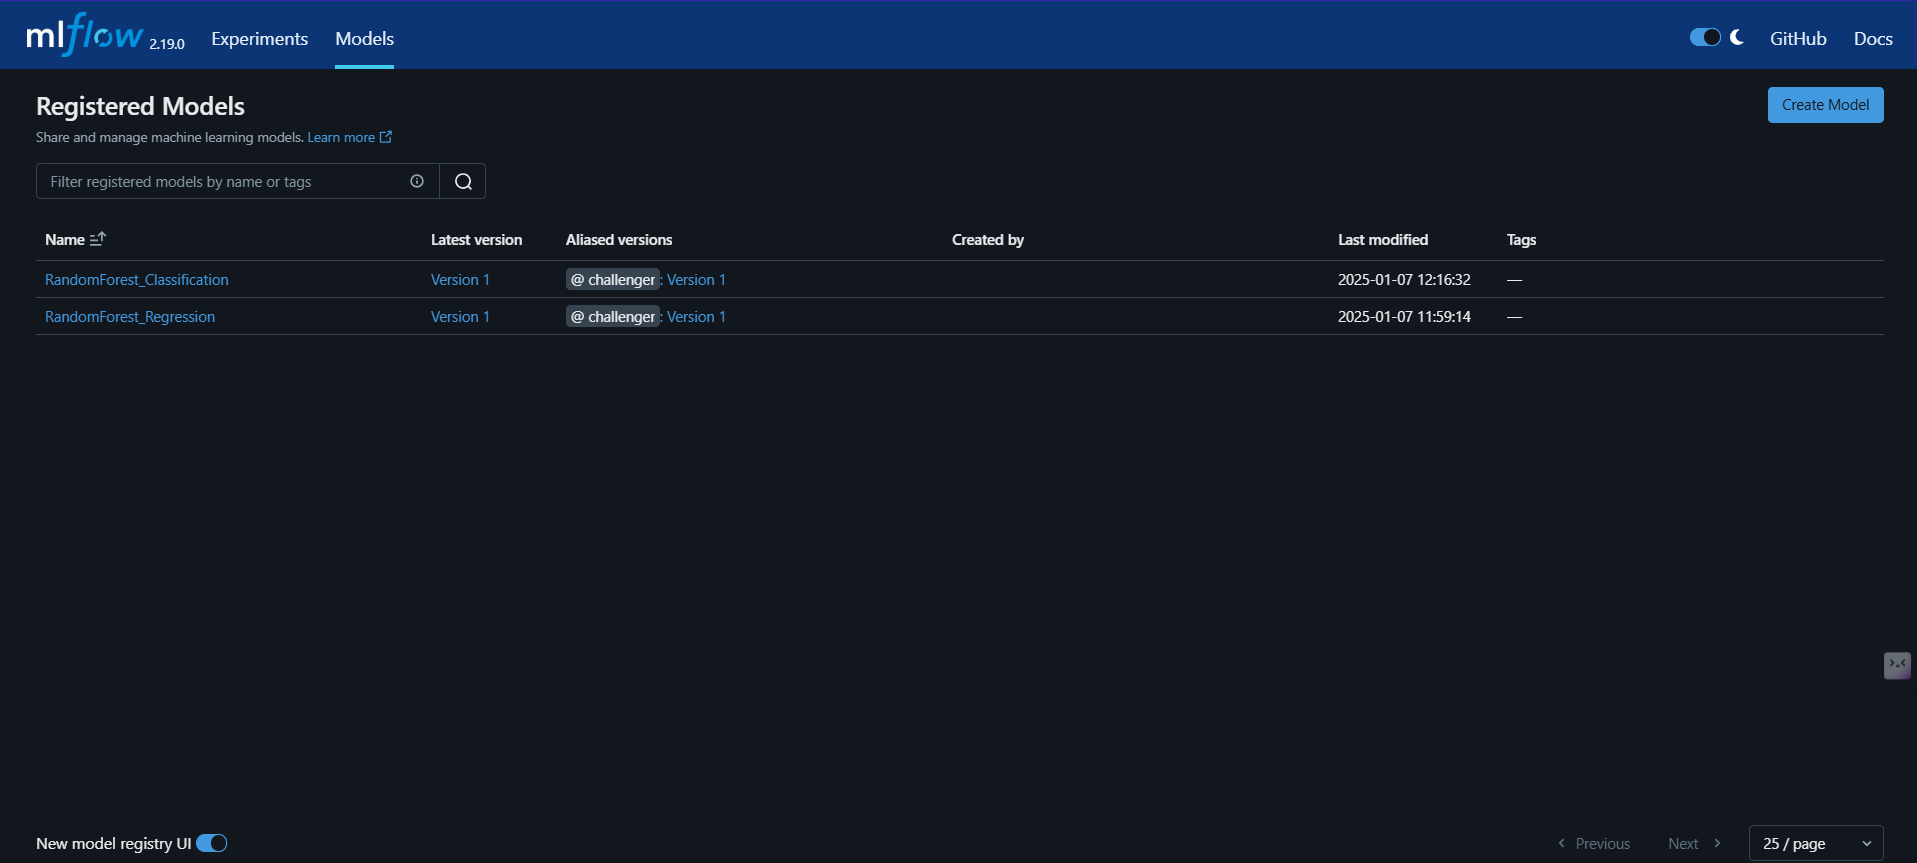 mlflow 2.19.0 Experiments Models GitHub Docs
Registered Models
Create Model
Share and manage machine learning models. Learn more
Filter registered models by name or tags
Name Latest version Aliased versions Created by Last modified Tags
RandomForest_Classification Version 1 @ challenger : Version 1 2025-01-07 12:16:32 —
RandomForest_Regression Version 1 @ challenger : Version 1 2025-01-07 11:59:14 —
New model registry UI
Previous Next 25 / page